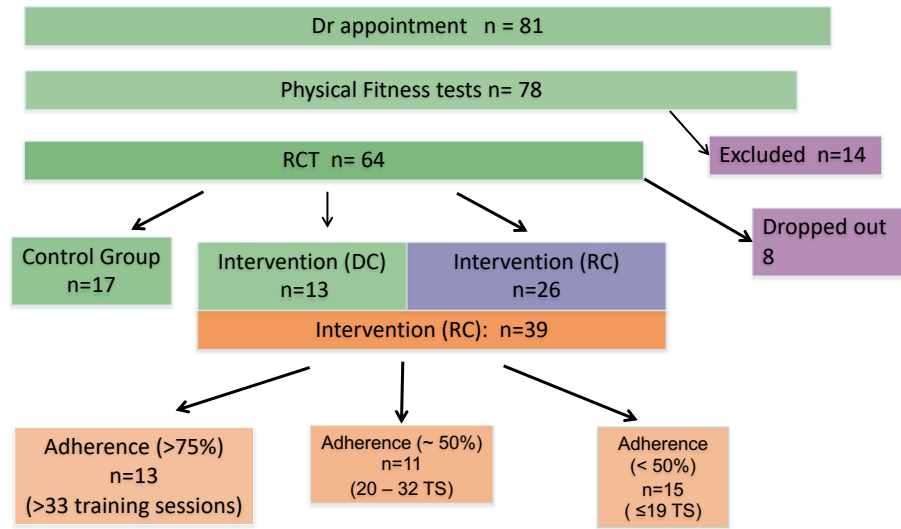 Dr appointment n = 81
Physical Fitness tests n= 78
Excluded n=14
RCT n= 64
Dropped out
8
Control Group
n=17
Intervention (DC)
n=13
Intervention (RC)
n=26
Intervention (RC): n=39
Adherence (>75%)
n=13
(>33 training sessions)
Adherence (~ 50%)
n=11
(20 – 32 TS)
Adherence
(< 50%)
n=15
( ≤19 TS)